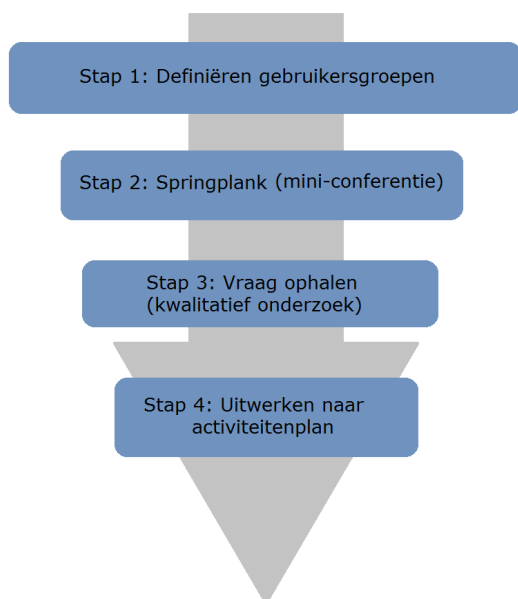 Stap 1: Definiëren gebruikersgroepen
Stap 2: Springplank (mini-conferentie)
Stap 3: Vraag ophalen
(kwalitatief onderzoek)
Stap 4: Uitwerken naar
activiteitenplan